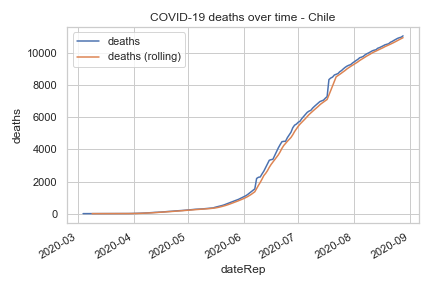 COVID-19 deaths over time - Chile
deaths
deaths (rolling)
10000
8000
6000
4000
2000
0
deaths
2020-03
2020-04
2020-05
2020-06
2020-07
2020-08
2020-09
dateRep